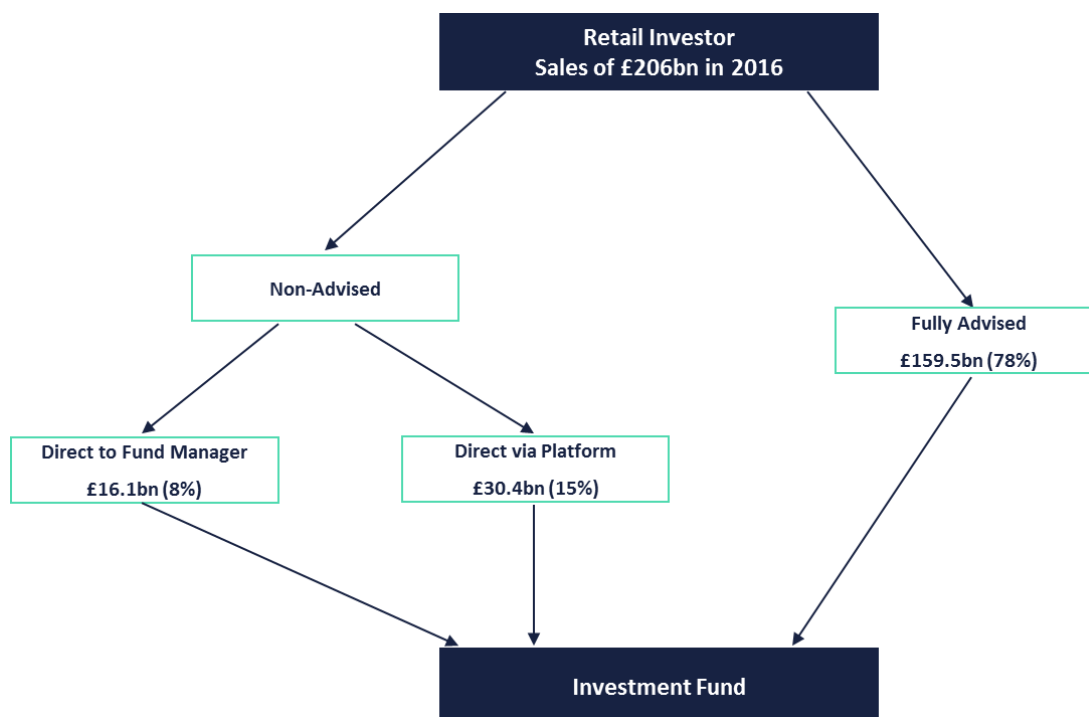 Retail Investor
Sales of £206bn in 2016
Non-Advised
Fully Advised
£159.5bn (78%)
Direct to Fund Manager
£16.1bn (8%)
Direct via Platform
£30.4bn (15%)
Investment Fund